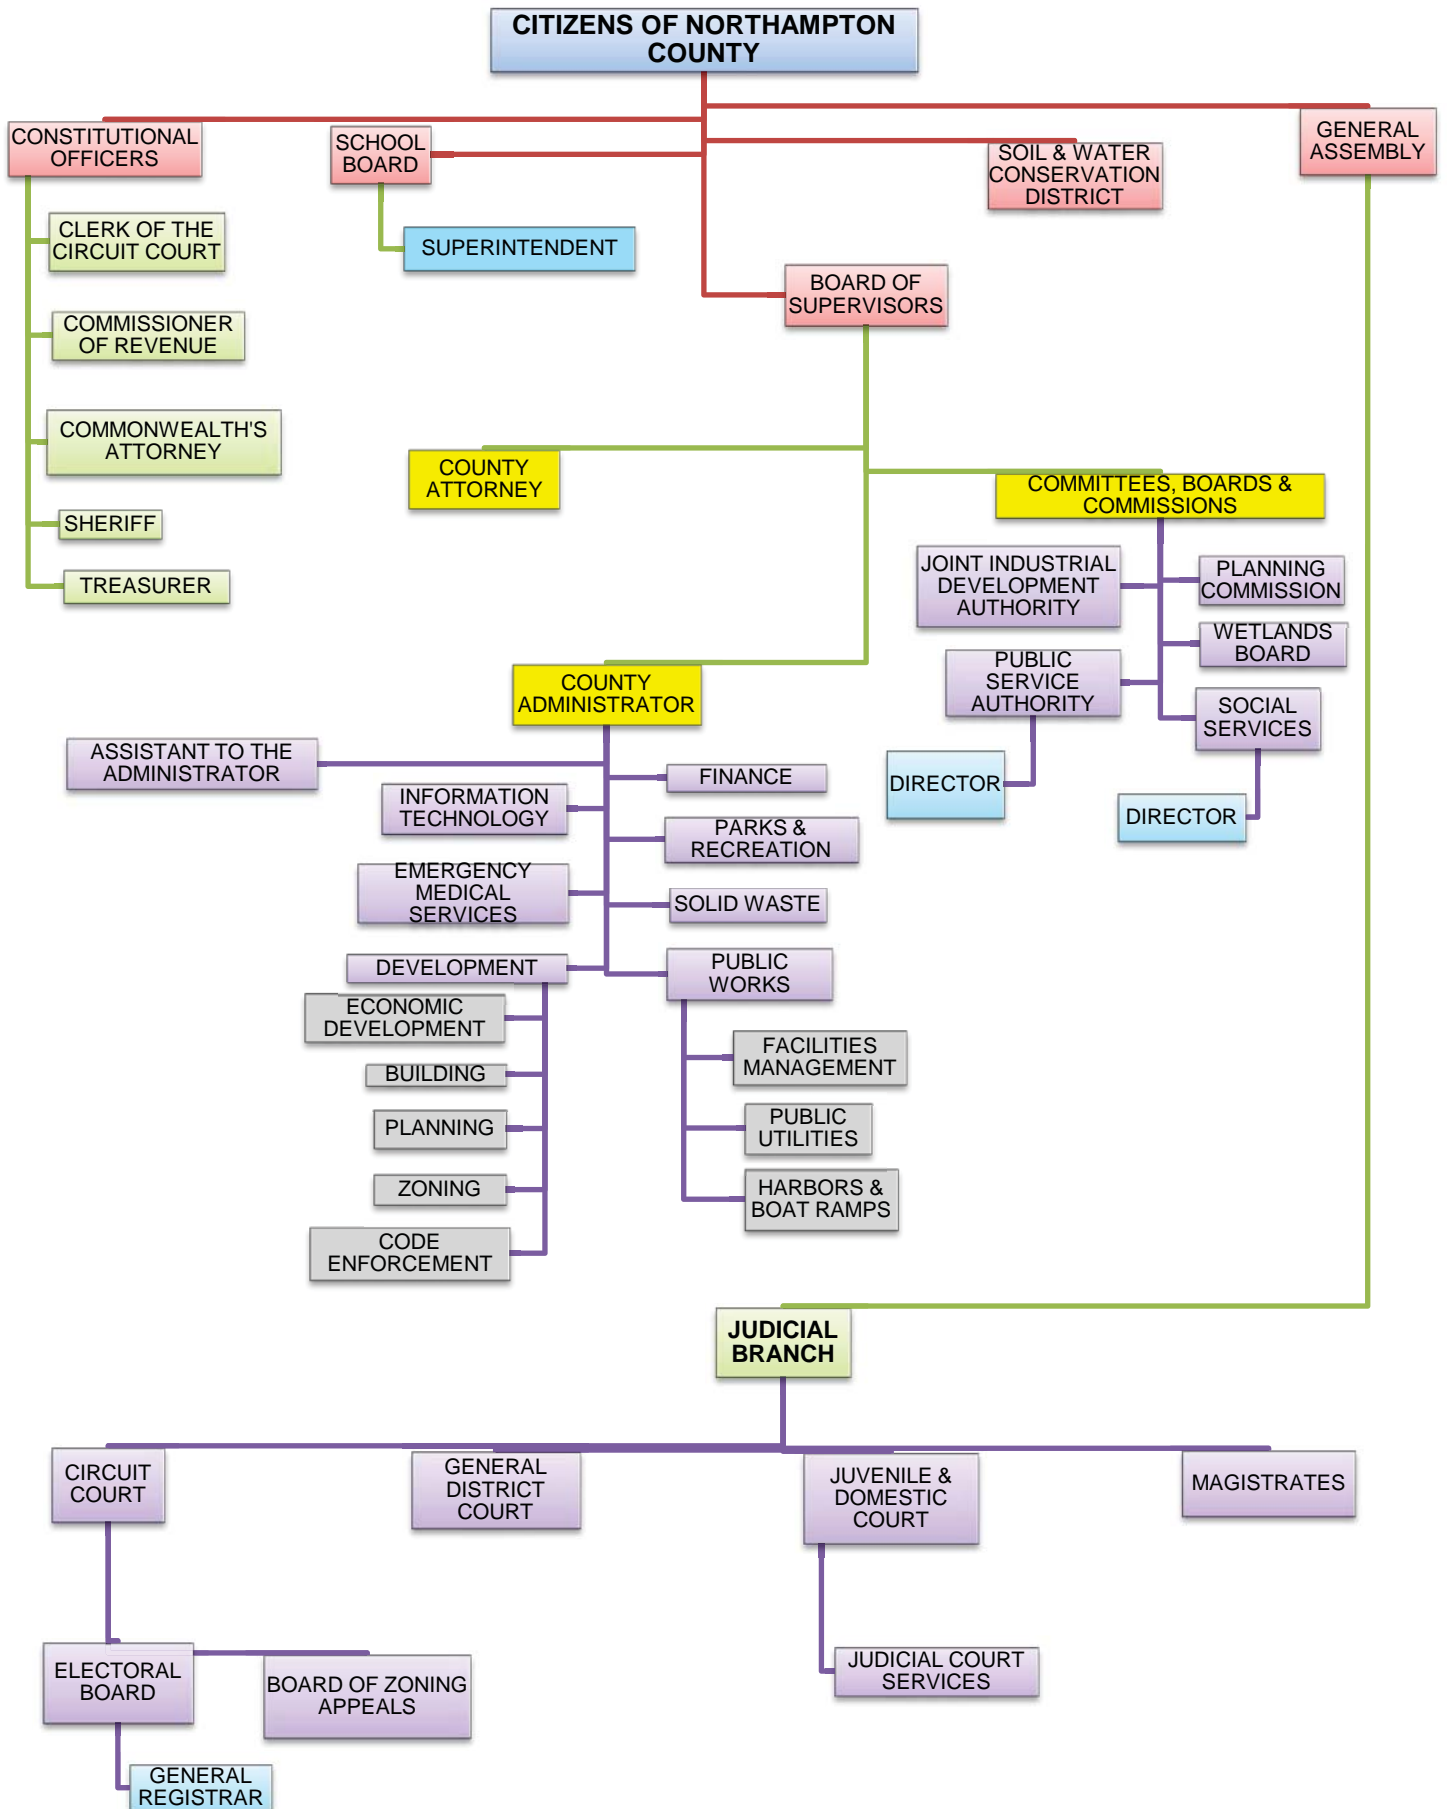 CITIZENS OF NORTHAMPTON
COUNTY
CONSTITUTIONAL
OFFICERS
SCHOOL
BOARD
SOIL & WATER
CONSERVATION
DISTRICT
GENERAL
ASSEMBLY
CLERK OF THE
CIRCUIT COURT
SUPERINTENDENT
BOARD OF
SUPERVISORS
COMMISSIONER
OF REVENUE
COMMONWEALTH'S
ATTORNEY
SHERIFF
TREASURER
COUNTY
ATTORNEY
COMMITTEES, BOARDS &
COMMISSIONS
JOINT INDUSTRIAL
DEVELOPMENT
AUTHORITY
PLANNING
COMMISSION
WETLANDS
BOARD
PUBLIC
SERVICE
AUTHORITY
SOCIAL
SERVICES
DIRECTOR
DIRECTOR
COUNTY
ADMINISTRATOR
ASSISTANT TO THE
ADMINISTRATOR
FINANCE
INFORMATION
TECHNOLOGY
PARKS &
RECREATION
EMERGENCY
MEDICAL
SERVICES
SOLID WASTE
DEVELOPMENT
PUBLIC
WORKS
ECONOMIC
DEVELOPMENT
BUILDING
PLANNING
ZONING
CODE
ENFORCEMENT
FACILITIES
MANAGEMENT
PUBLIC
UTILITIES
HARBORS &
BOAT RAMPS
JUDICIAL
BRANCH
CIRCUIT
COURT
GENERAL
DISTRICT
COURT
JUVENILE &
DOMESTIC
COURT
MAGISTRATES
ELECTORAL
BOARD
BOARD OF ZONING
APPEALS
JUDICIAL COURT
SERVICES
GENERAL
REGISTRAR